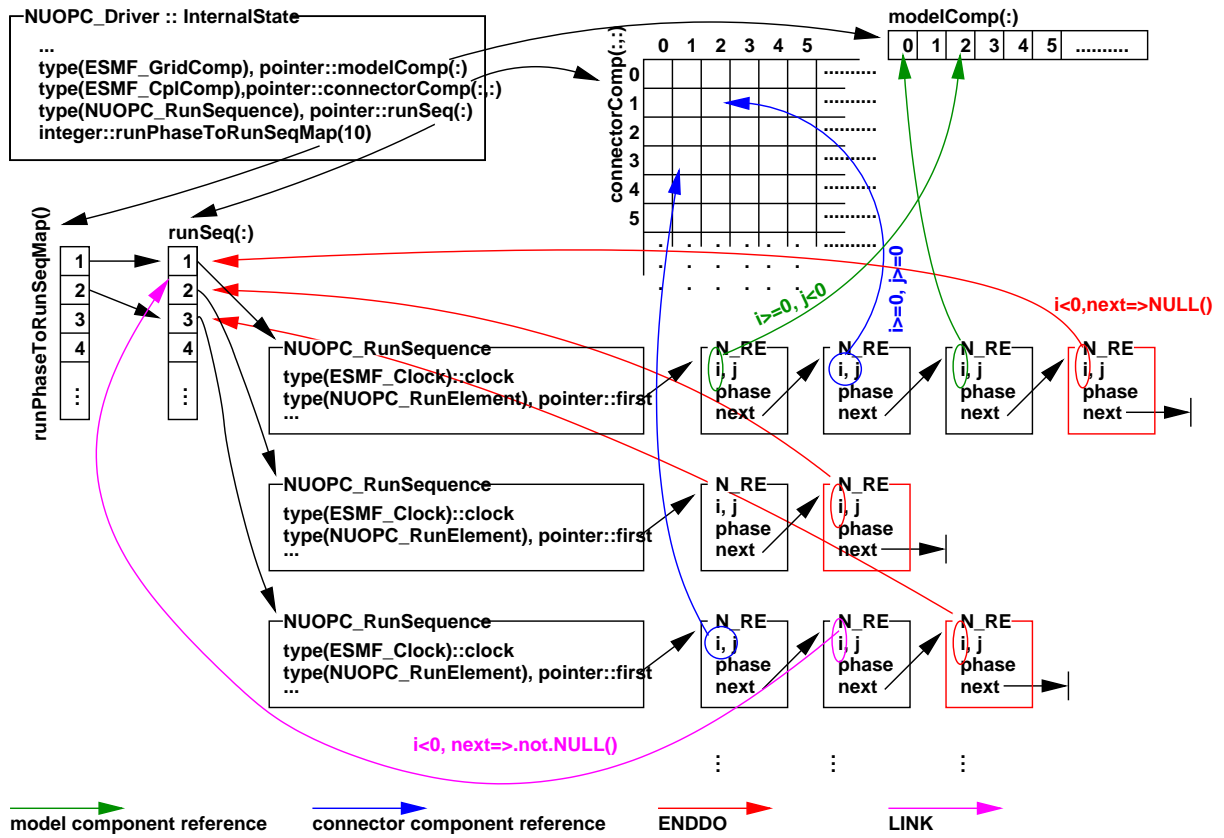 NUOPC_Driver :: InternalState
...
type(ESMF_GridComp), pointer::modelComp(:)
type(ESMF_CplComp),pointer::connectorComp(:,:)
type(NUOPC_RunSequence), pointer::runSeq(:)
integer::runPhaseToRunSeqMap(10)
connectorComp(:,:)
0 1 2 3 4 5
0 ..........
1 ..........
2 ..........
3 ..........
4 ..........
5 ..........
. . . . . . ..........
. . . . . .
. . . . . .
modelComp(:)
0 1 2 3 4 5 ..........
runPhaseToRunSeqMap()
1
2
3
4
...
runSeq(:)
1
2
3
4
...
i>=0, j<0
i>=0, j>=0
i<0,next=>NULL()
NUOPC_RunSequence
type(ESMF_Clock)::clock
type(NUOPC_RunElement), pointer::first
...
N_RE
i, j
phase
next
N_RE
i, j
phase
next
N_RE
i, j
phase
next
N_RE
i, j
phase
next
NUOPC_RunSequence
type(ESMF_Clock)::clock
type(NUOPC_RunElement), pointer::first
...
N_RE
i, j
phase
next
N_RE
i, j
phase
next
NUOPC_RunSequence
type(ESMF_Clock)::clock
type(NUOPC_RunElement), pointer::first
...
N_RE
i, j
phase
next
N_RE
i, j
phase
next
N_RE
i, j
phase
next
i<0, next=>.not.NULL()
... ... ...
model component reference
connector component reference
ENDDO
LINK